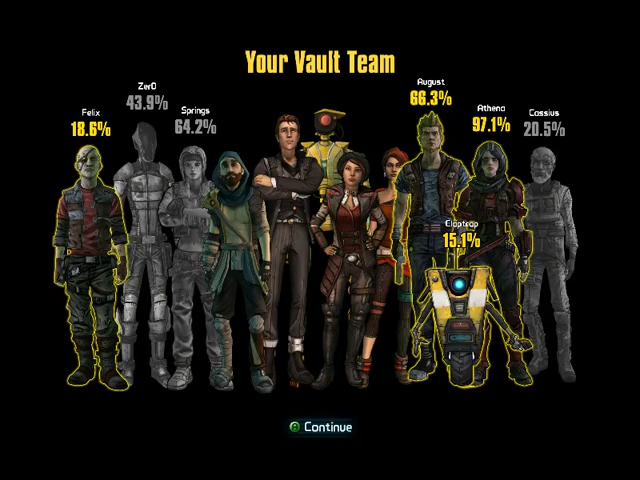 Your Vault Team
Felix
18.6%
Zer0
43.9%
Springs
64.2%
August
66.3%
Athena
97.1%
Cassius
20.5%
Claptrap
15.1%
A Continue